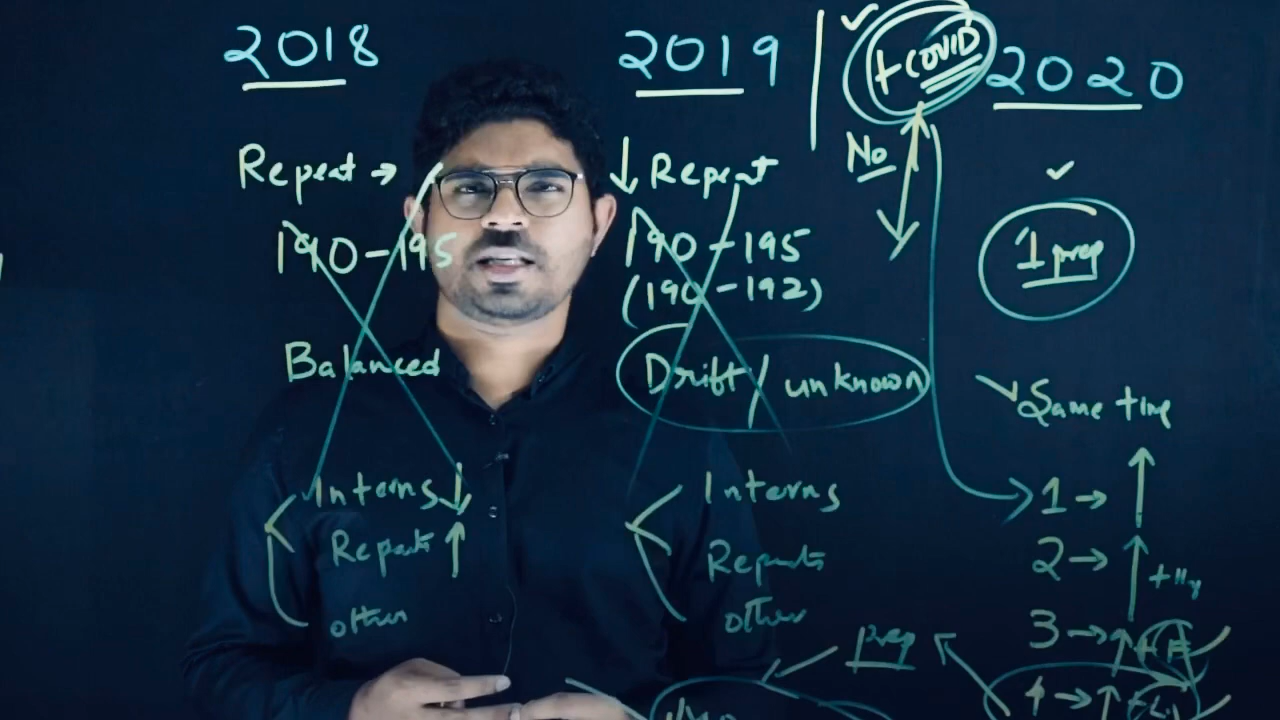 2018
Repeat →
190-195
Balanced
Interns ↓
Repeats ↑
other
2019
↓ Repeat
190-195
(190-192)
Drift/unknown
Interns
Repeats
other
prep
+COVID
No
2020
1 prep
Same time
1→ ↑
2→ ↑
3→ ↑
4→ ↑